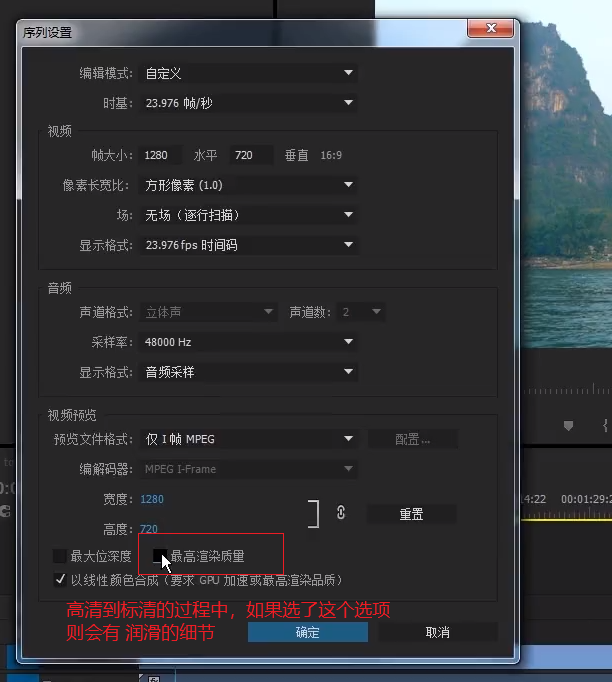 序列设置
编辑模式: 自定义
时基: 23.976 帧/秒
视频
帧大小: 1280 水平 720 垂直 16:9
像素长宽比: 方形像素 (1.0)
场: 无场（逐行扫描）
显示格式: 23.976fps 时间码
音频
声道格式: 立体声 声道数: 2
采样率: 48000 Hz
显示格式: 音频采样
视频预览
预览文件格式: 仅 I 帧 MPEG 配置...
编解码器: MPEG I-Frame
宽度: 1280
高度: 720
重置
14:22 00:01:29:2
最大位深度 最高渲染质量
以线性颜色合成（要求 GPU 加速或最高渲染品质）
高清到标清的过程中，如果选了这个选项
则会有 润滑的细节
确定 取消